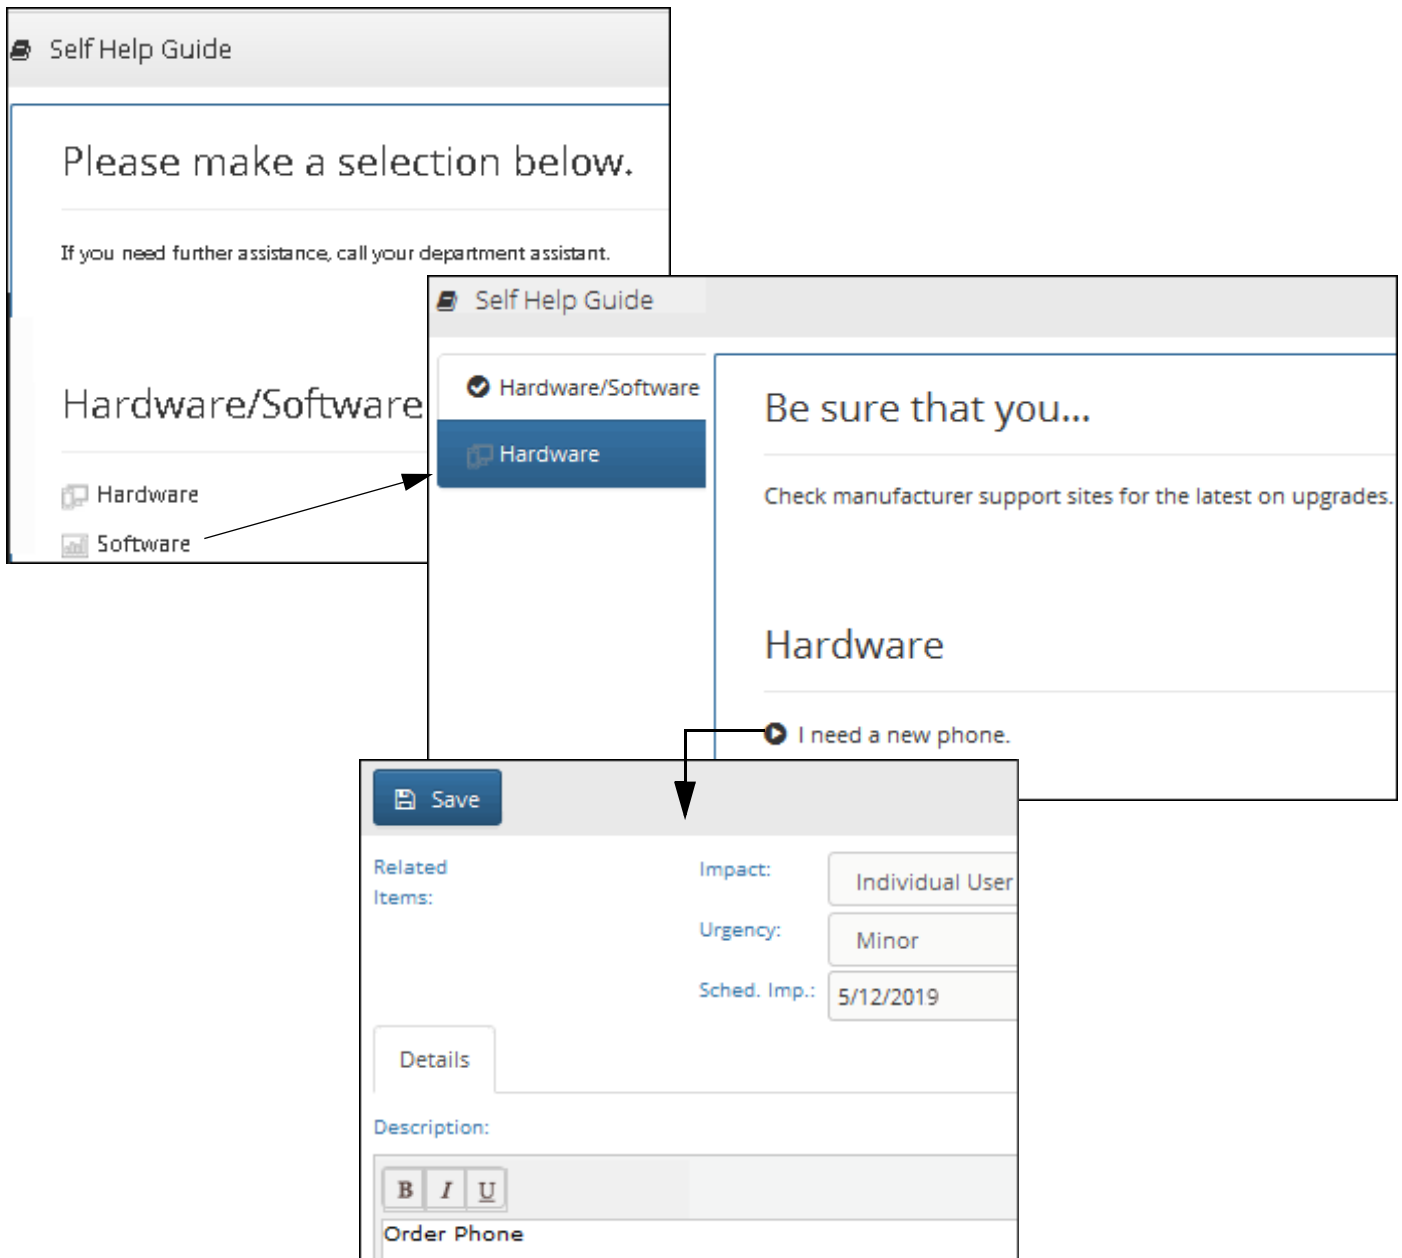 Self Help Guide
Please make a selection below.
If you need further assistance, call your department assistant.
Hardware/Software
Hardware
Software
Self Help Guide
Hardware/Software
Hardware
Be sure that you...
Check manufacturer support sites for the latest on upgrades.
Hardware
I need a new phone.
Save
Related
Items:
Impact:
Individual User
Urgency:
Minor
Sched. Imp.:
5/12/2019
Details
Description:
B I U
Order Phone